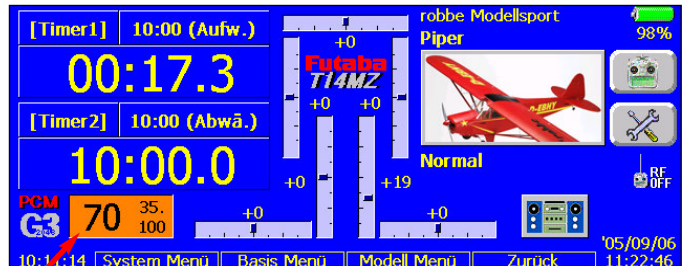 [Timer1] 10:00 (Aufw.)
00:17.3
[Timer2] 10:00 (Abwä.)
10:00.0
+0
Futaba
T14MZ
+0 +0
+0 +19
+0 +0
robbe Modellsport
Piper
98%
D-EBHY
Normal
RF
OFF
PCM
G3
70 35.
100
'05/09/06
System Menü Basis Menü Modell Menü Zurück 11:22:46